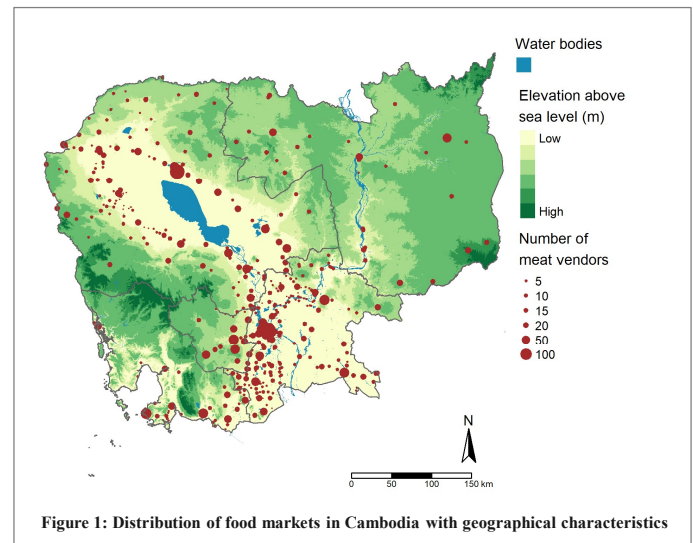 Water bodies
Elevation above
sea level (m)
Low
High
Number of
meat vendors
5
10
15
20
50
100
N
0 50 100 150 km
Figure 1: Distribution of food markets in Cambodia with geographical characteristics